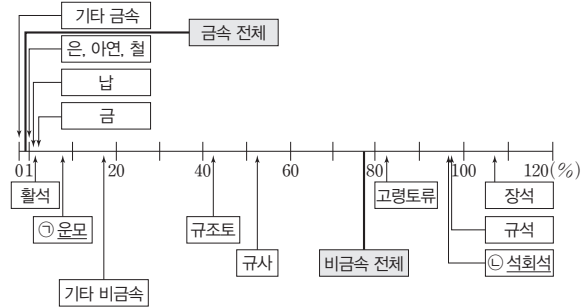 기타 금속
금속 전체
은, 아연, 철
납
금
0 1 20 40 60 80 100 120(%)
활석 고령토류 장석
㉠ 운모 규조토 규석
규사 비금속 전체 ㉡ 석회석
기타 비금속